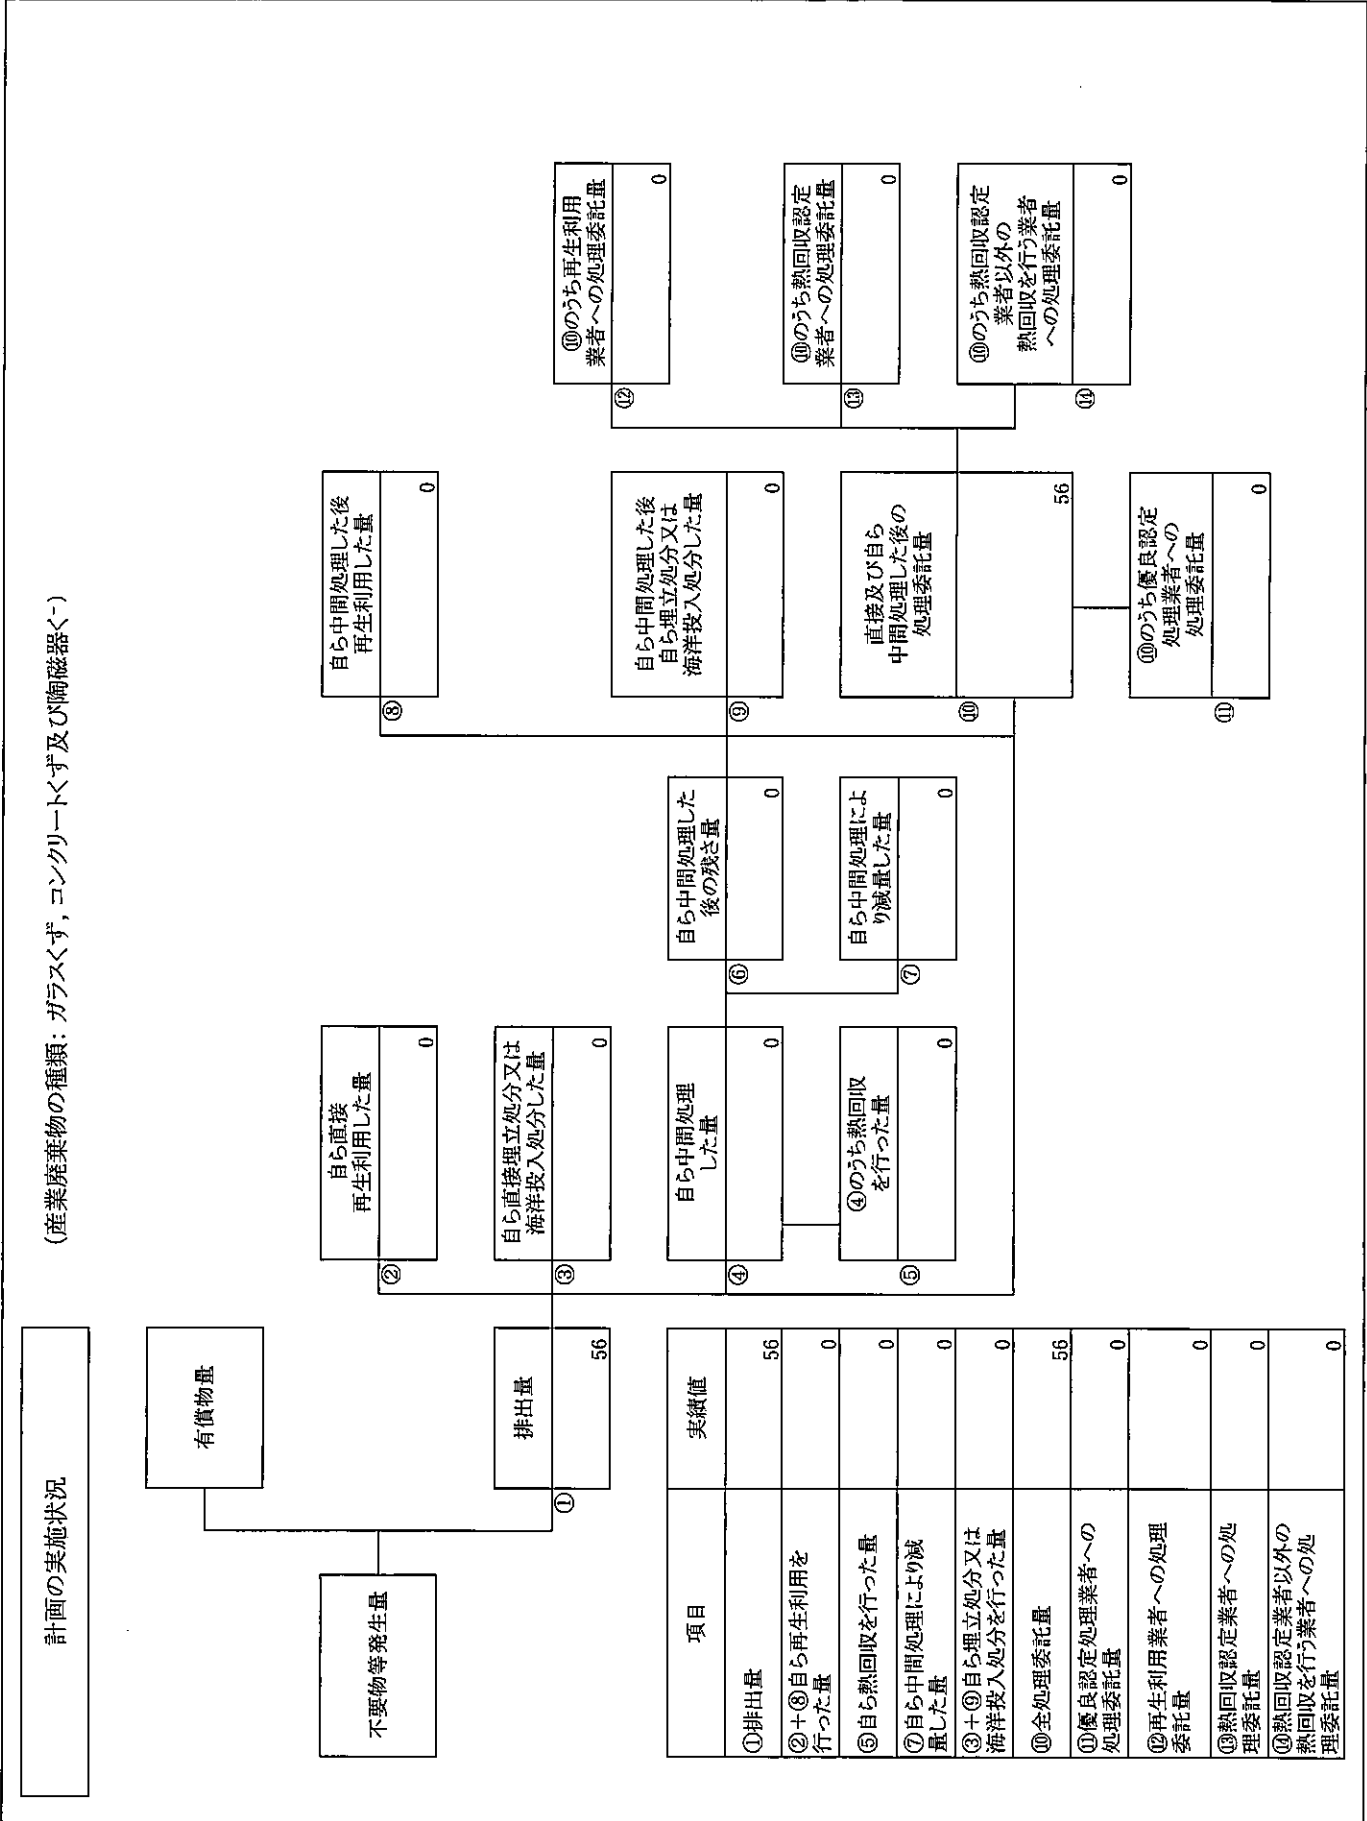 計画の実施状況
(産業廃棄物の種類：ガラスくず，コンクリートくず及び陶磁器く-)
不要物等発生量
有償物量
①
排出量
56
②
自ら直接
再生利用した量
0
③
自ら直接埋立処分又は
海洋投入処分した量
0
④
自ら中間処理
した量
0
⑤
④のうち熱回収
を行った量
0
⑥
自ら中間処理した
後の残さ量
0
⑦
自ら中間処理によ
り減量した量
0
⑧
自ら中間処理した後
再生利用した量
0
⑨
自ら中間処理した後
自ら埋立処分又は
海洋投入処分した量
0
⑩
直接及び自ら
中間処理した後の
処理委託量
56
⑪
⑩のうち優良認定
処理業者への
処理委託量
0
⑫
⑩のうち再生利用
業者への処理委託量
0
⑬
⑩のうち熱回収認定
業者への処理委託量
0
⑭
⑩のうち熱回収認定
業者以外の
熱回収を行う業者
への処理委託量
0
項目 実績値
①排出量 56
②+⑧自ら再生利用を
行った量 0
⑤自ら熱回収を行った量 0
⑦自ら中間処理により減
量した量 0
③+⑨自ら埋立処分又は
海洋投入処分を行った量 0
⑩全処理委託量 56
⑪優良認定処理業者への
処理委託量 0
⑫再生利用業者への処理
委託量 0
⑬熱回収認定業者への処
理委託量 0
⑭熱回収認定業者以外の
熱回収を行う業者への処
理委託量 0